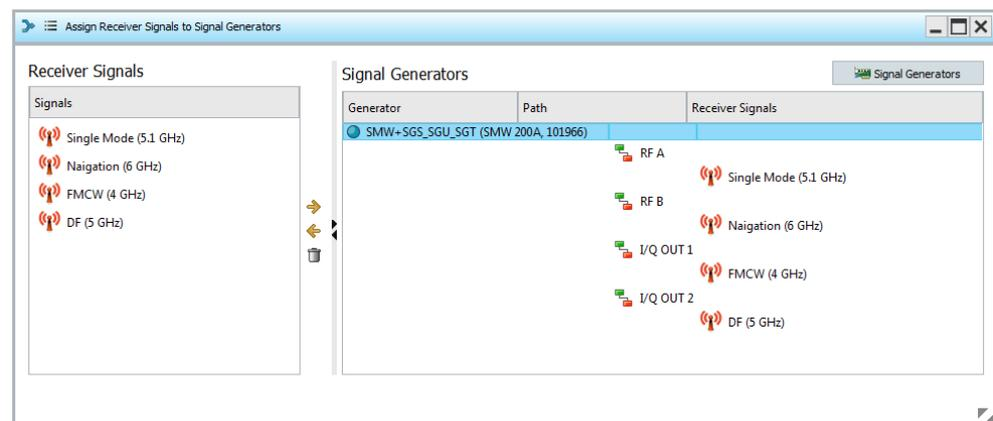 Assign Receiver Signals to Signal Generators
Receiver Signals
Signals
Single Mode (5.1 GHz)
Naigation (6 GHz)
FMCW (4 GHz)
DF (5 GHz)
Signal Generators
Signal Generators
Generator Path Receiver Signals
SMW+SGS_SGU_SGT (SMW 200A, 101966)
RF A
Single Mode (5.1 GHz)
RF B
Naigation (6 GHz)
I/Q OUT 1
FMCW (4 GHz)
I/Q OUT 2
DF (5 GHz)